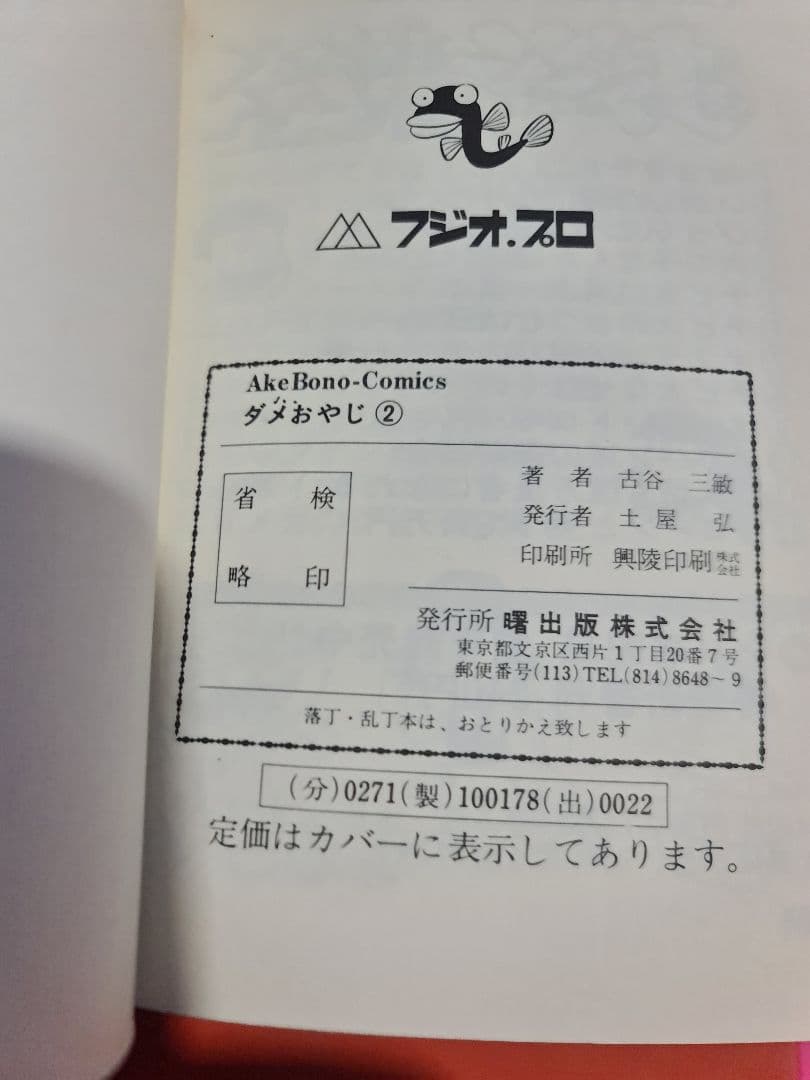 フジオ.プロ
AkeBono-Comics
ダメおやじ ②
検印省略
著者 古谷 三敏
発行者 土屋 弘
印刷所 興陵印刷株式会社
発行所 曙出版株式会社
東京都文京区西片1丁目20番7号
郵便番号(113)TEL(814)8648~9
落丁・乱丁本は、おとりかえ致します
(分)0271(製)100178(出)0022
定価はカバーに表示してあります。